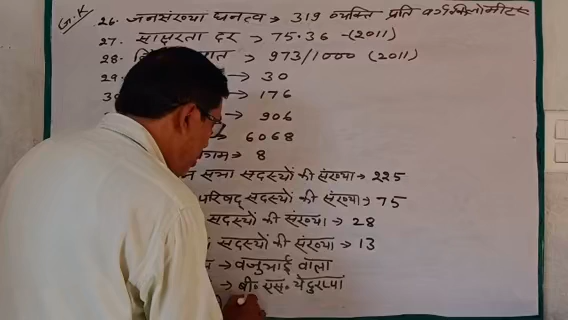 G.K
26. जनसंख्या घनत्व → 319 व्यक्ति प्रति वर्गकिलोमीटर
27. साक्षरता दर → 75.36 -(2011)
28. 973/1000 (2011)
29. → 30
30 → 176
→ 906
→ 6068
→ 8
सभा सदस्यों की संख्या → 225
परिषद् सदस्यों की संख्या → 75
सदस्यों की संख्या → 28
सदस्यों की संख्या → 13
→ वजुभाई वाला
→ बी॰ एस॰ येदुरप्पां